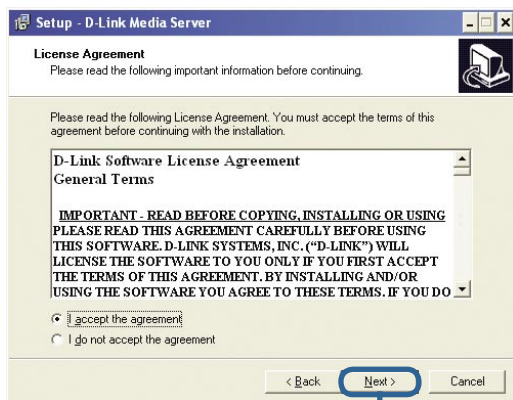 Setup - D-Link Media Server
License Agreement
Please read the following important information before continuing.
Please read the following License Agreement. You must accept the terms of this
agreement before continuing with the installation.
D-Link Software License Agreement
General Terms
IMPORTANT - READ BEFORE COPYING, INSTALLING OR USING
PLEASE READ THIS AGREEMENT CAREFULLY BEFORE USING
THIS SOFTWARE. D-LINK SYSTEMS, INC. (“D-LINK”) WILL
LICENSE THE SOFTWARE TO YOU ONLY IF YOU FIRST ACCEPT
THE TERMS OF THIS AGREEMENT. BY INSTALLING AND/OR
USING THE SOFTWARE YOU AGREE TO THESE TERMS. IF YOU DO
I accept the agreement
I do not accept the agreement
< Back Next > Cancel